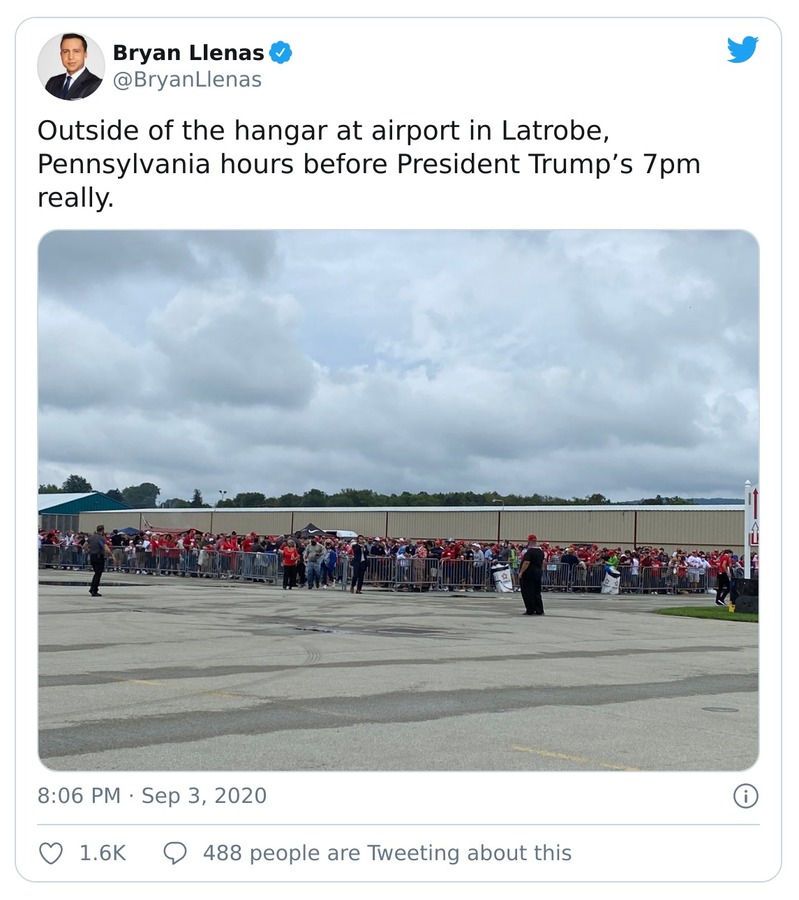 Bryan Llenas
@BryanLlenas
Outside of the hangar at airport in Latrobe,
Pennsylvania hours before President Trump’s 7pm
really.
8:06 PM · Sep 3, 2020
1.6K
488 people are Tweeting about this